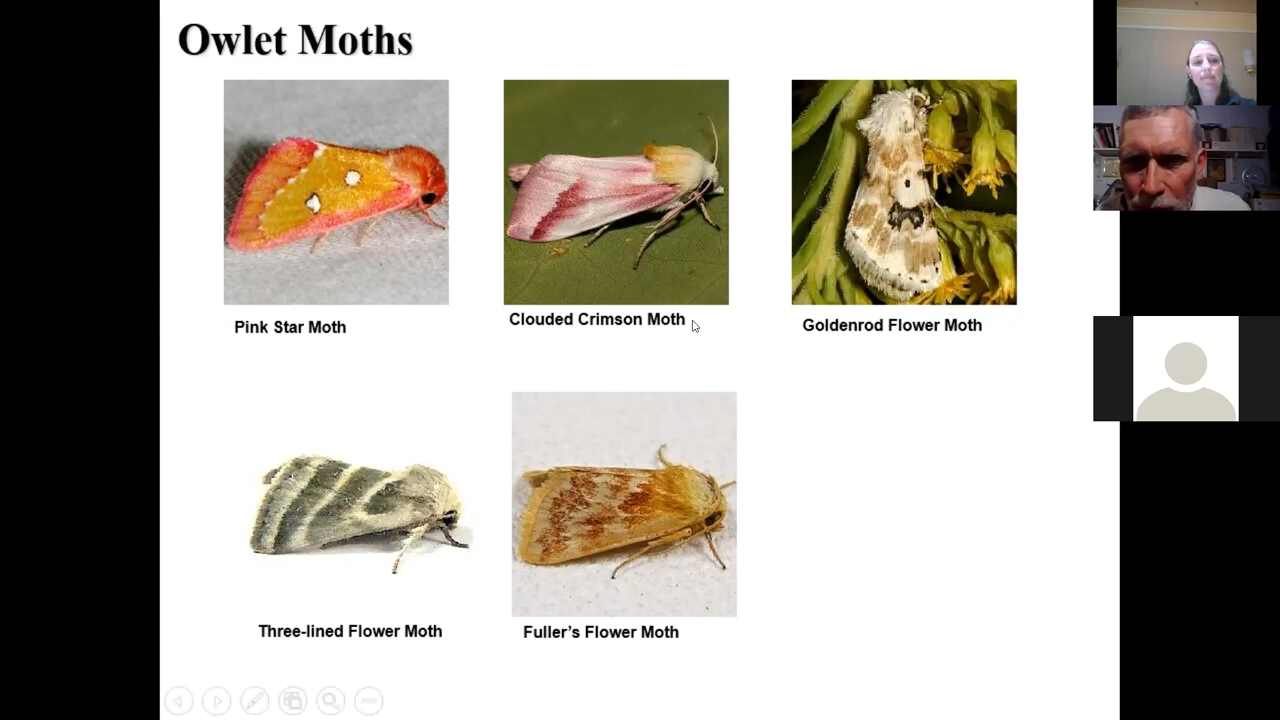 Owlet Moths
Pink Star Moth
Clouded Crimson Moth
Goldenrod Flower Moth
Three-lined Flower Moth
Fuller's Flower Moth